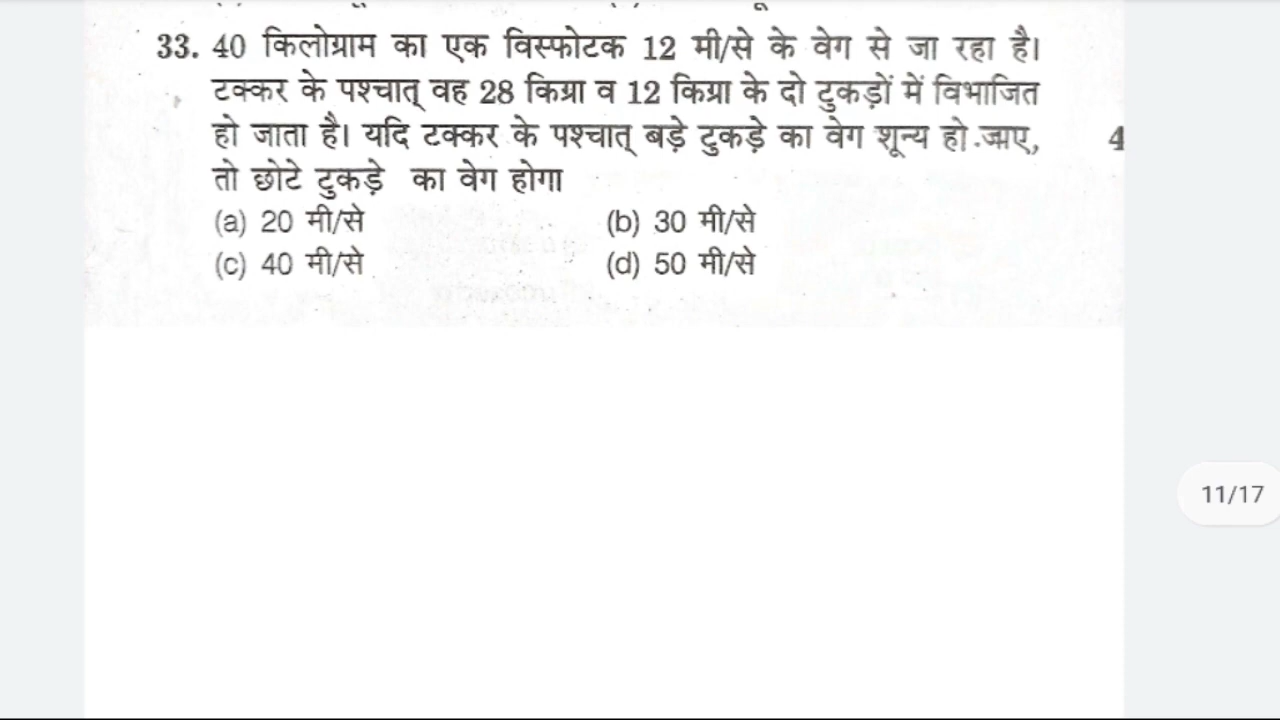 33. 40 किलोग्राम का एक विस्फोटक 12 मी/से के वेग से जा रहा है।
टक्कर के पश्चात् वह 28 किग्रा व 12 किग्रा के दो टुकड़ों में विभाजित
हो जाता है। यदि टक्कर के पश्चात् बड़े टुकड़े का वेग शून्य हो जाए,
तो छोटे टुकड़े का वेग होगा
(a) 20 मी/से (b) 30 मी/से
(c) 40 मी/से (d) 50 मी/से
4
11/17